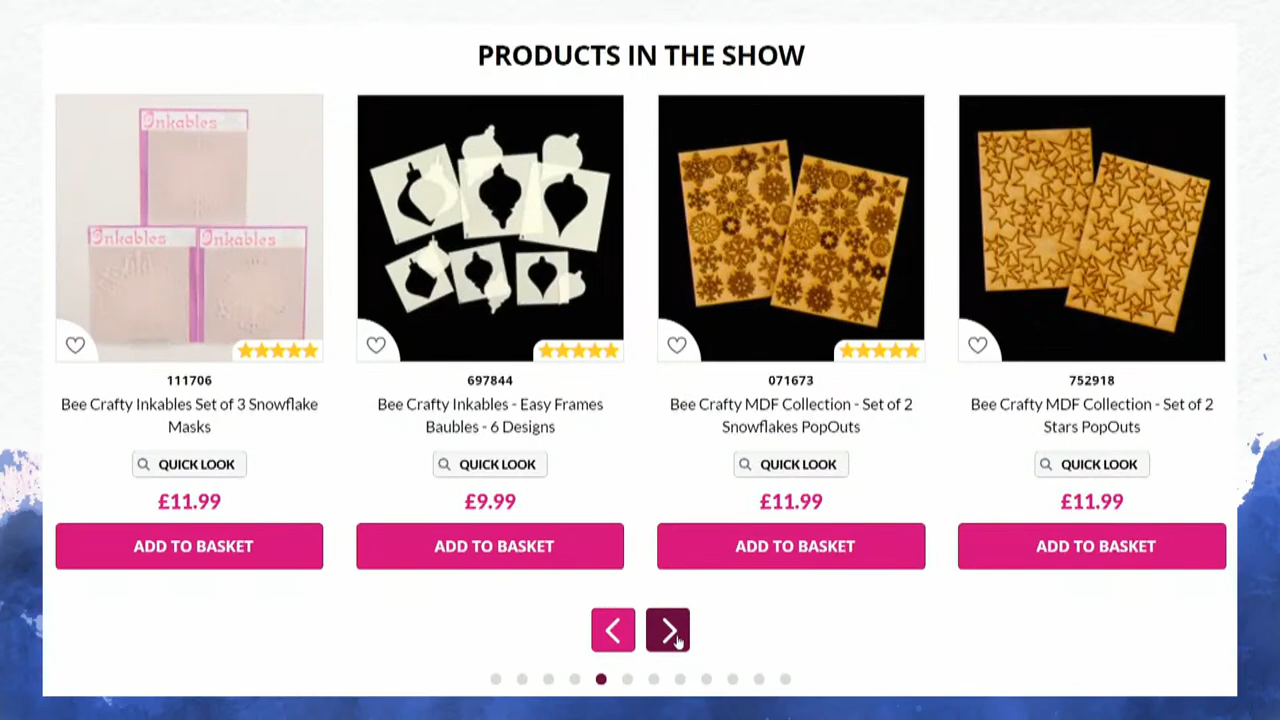 PRODUCTS IN THE SHOW
Inkables
Inkables
Inkables
111706
Bee Crafty Inkables Set of 3 Snowflake
Masks
QUICK LOOK
£11.99
ADD TO BASKET
697844
Bee Crafty Inkables - Easy Frames
Baubles - 6 Designs
QUICK LOOK
£9.99
ADD TO BASKET
071673
Bee Crafty MDF Collection - Set of 2
Snowflakes PopOuts
QUICK LOOK
£11.99
ADD TO BASKET
752918
Bee Crafty MDF Collection - Set of 2
Stars PopOuts
QUICK LOOK
£11.99
ADD TO BASKET